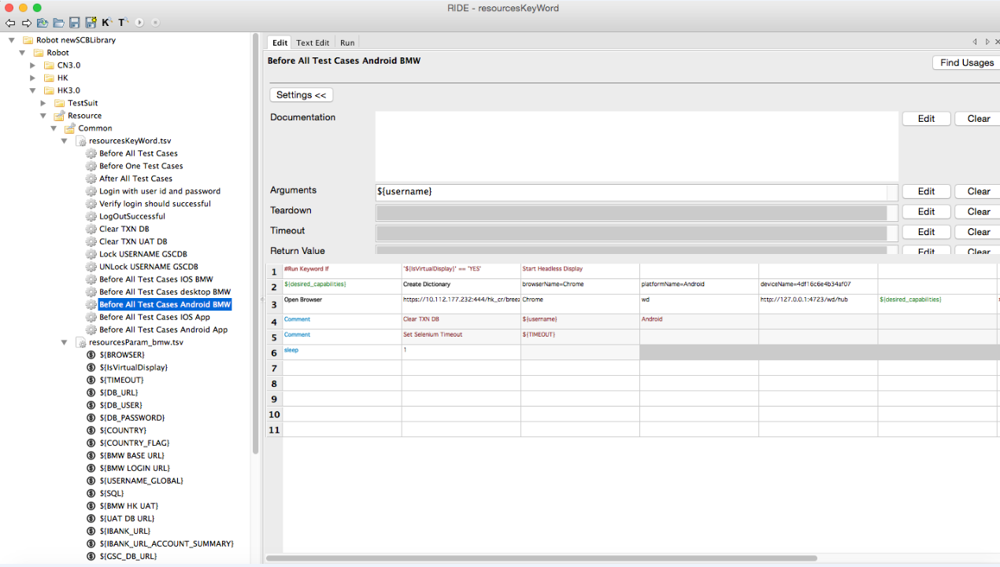 RIDE - resourcesKeyWord
K T
Robot newSCBLibrary
Robot
CN3.0
HK
HK3.0
TestSuit
Resource
Common
resourcesKeyWord.tsv
Before All Test Cases
Before One Test Cases
After All Test Cases
Login with user id and password
Verify login should successful
LogOutSuccessful
Clear TXN DB
Clear TXN UAT DB
Lock USERNAME GSCDB
UNLock USERNAME GSCDB
Before All Test Cases IOS BMW
Before All Test Cases desktop BMW
Before All Test Cases Android BMW
Before All Test Cases IOS App
Before All Test Cases Android App
resourcesParam_bmw.tsv
${BROWSER}
${IsVirtualDisplay}
${TIMEOUT}
${DB_URL}
${DB_USER}
${DB_PASSWORD}
${COUNTRY}
${COUNTRY_FLAG}
${BMW BASE URL}
${BMW LOGIN URL}
${USERNAME_GLOBAL}
${SQL}
${BMW HK UAT}
${UAT DB URL}
${IBANK_URL}
${IBANK_URL_ACCOUNT_SUMMARY}
${GSC_DB_URL}
Edit Text Edit Run
Before All Test Cases Android BMW
Find Usages
Settings <<
Documentation Edit Clear
Arguments ${username} Edit Clear
Teardown Edit Clear
Timeout Edit Clear
Return Value Edit Clear
1 #Run Keyword If '${IsVirtualDisplay}' == 'YES' Start Headless Display
2 ${desired_capabilities} Create Dictionary browserName=Chrome platformName=Android deviceName=4df16c6e4b34af07
3 Open Browser https://10.112.177.232:444/hk_cr/breez Chrome wd http://127.0.0.1:4723/wd/hub ${desired_capabilities}
4 Comment Clear TXN DB ${username} Android
5 Comment Set Selenium Timeout ${TIMEOUT}
6 sleep 1
7
8
9
10
11